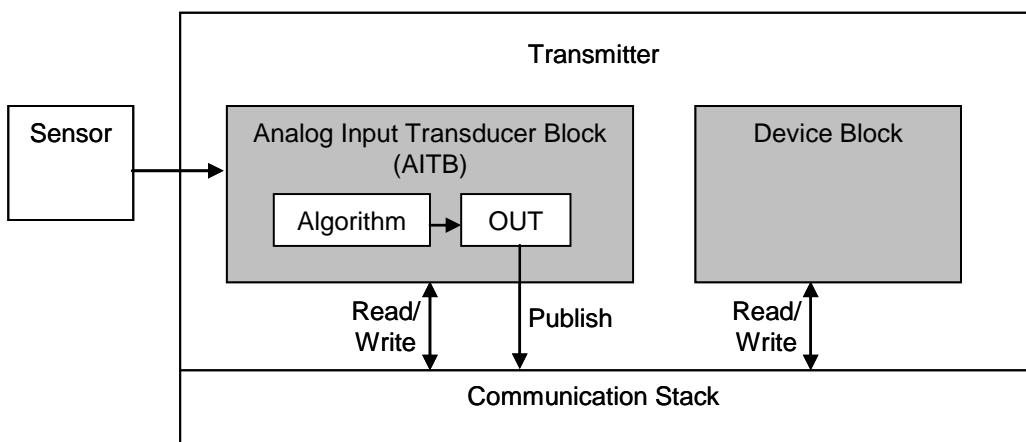 Transmitter
Sensor
Analog Input Transducer Block
(AITB)
Device Block
Algorithm
OUT
Read/
Write
Publish
Read/
Write
Communication Stack